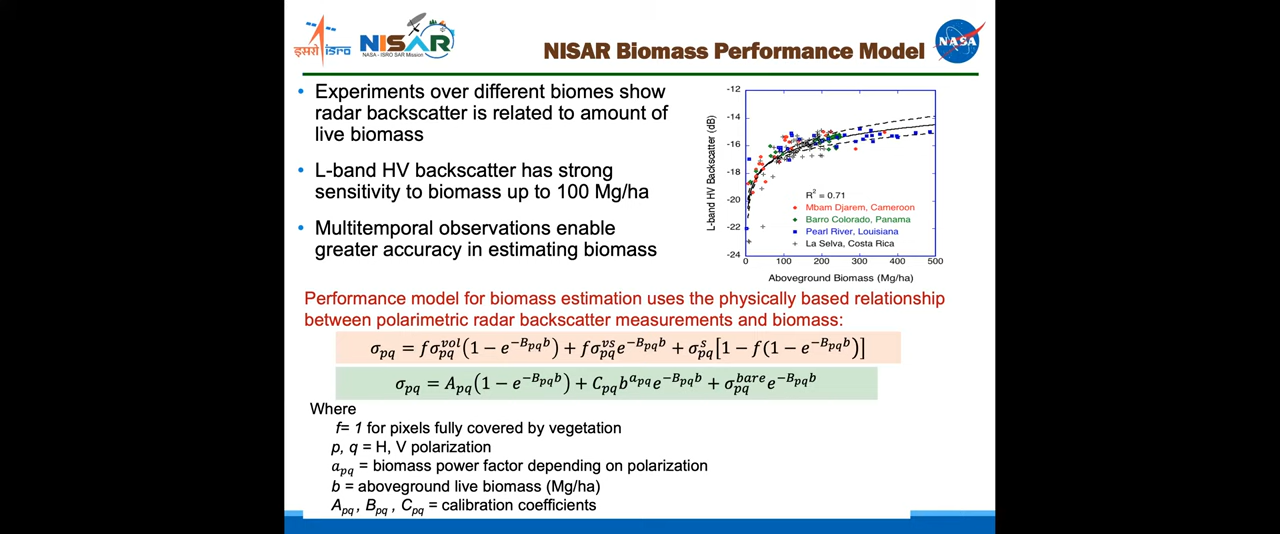 इसरो isro
NISAR
NASA - ISRO SAR Mission
NISAR Biomass Performance Model
NASA
• Experiments over different biomes show
radar backscatter is related to amount of
live biomass
• L-band HV backscatter has strong
sensitivity to biomass up to 100 Mg/ha
• Multitemporal observations enable
greater accuracy in estimating biomass
L-band HV Backscatter (dB)
-12
-14
-16
-18
-20
-22
-24
R² = 0.71
Mbam Djarem, Cameroon
Barro Colorado, Panama
Pearl River, Louisiana
La Selva, Costa Rica
0 100 200 300 400 500
Aboveground Biomass (Mg/ha)
Performance model for biomass estimation uses the physically based relationship
between polarimetric radar backscatter measurements and biomass:
σ_pq = fσ_pq^vol(1 − e^(−B_pq b)) + fσ_pq^vs e^(−B_pq b) + σ_pq^s[1 − f(1 − e^(−B_pq b))]
σ_pq = A_pq(1 − e^(−B_pq b)) + C_pq b^(a_pq) e^(−B_pq b) + σ_pq^bare e^(−B_pq b)
Where
f= 1 for pixels fully covered by vegetation
p, q = H, V polarization
a_pq = biomass power factor depending on polarization
b = aboveground live biomass (Mg/ha)
A_pq , B_pq , C_pq = calibration coefficients